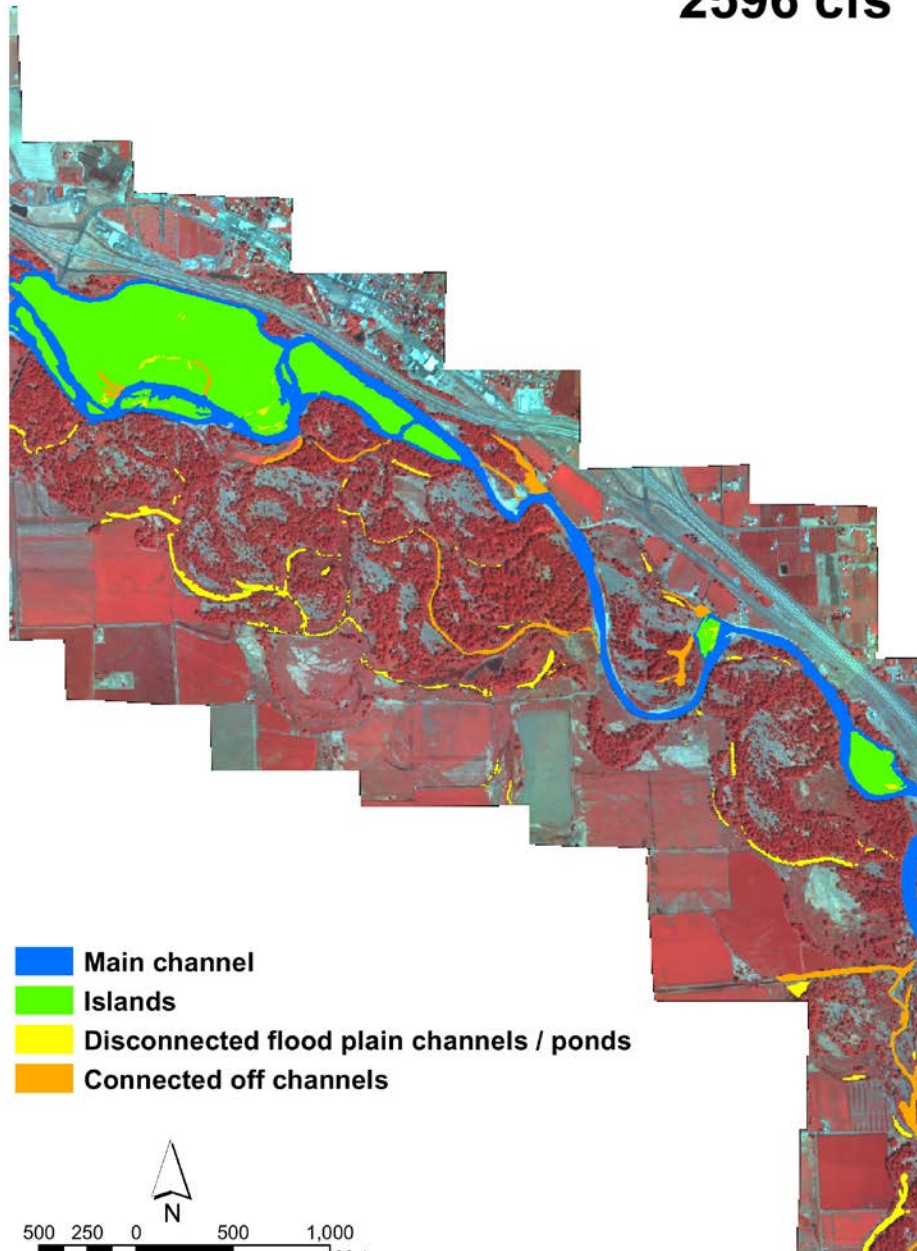 2596 cfs
Main channel
Islands
Disconnected flood plain channels / ponds
Connected off channels
N
500 250 0 500 1,000